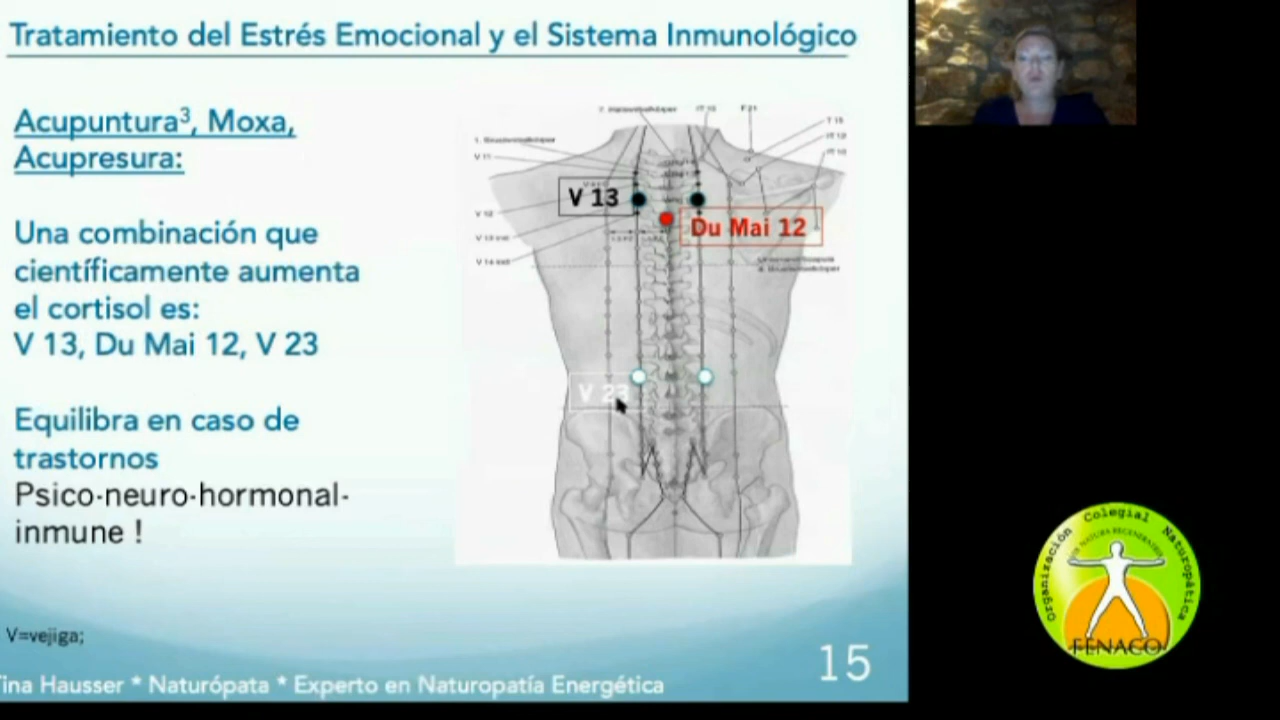 Tratamiento del Estrés Emocional y el Sistema Inmunológico
Acupuntura³, Moxa,
Acupresura:
Una combinación que
científicamente aumenta
el cortisol es:
V 13, Du Mai 12, V 23
Equilibra en caso de
trastornos
Psico-neuro-hormonal-
inmune !
V 11
V 13
Du Mai 12
V 23
V=vejiga;
Tina Hausser * Naturópata * Experto en Naturopatía Energética
15
Organización Colegial Naturopática
FENACO